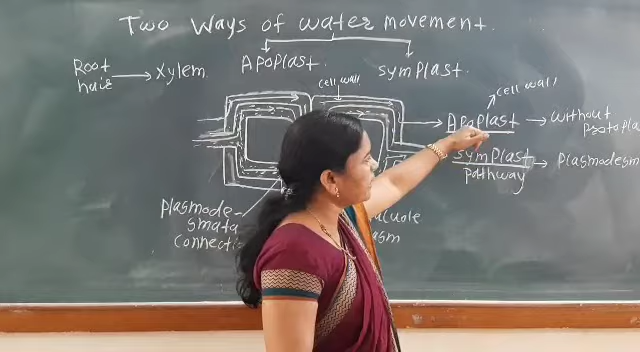 Two Ways of water movement.
Root hair → Xylem
Apoplast
symplast.
cell wall
cell wall
Apoplast → without
symplast → plasmodesm
pathway
plasmode-
smata
connecti